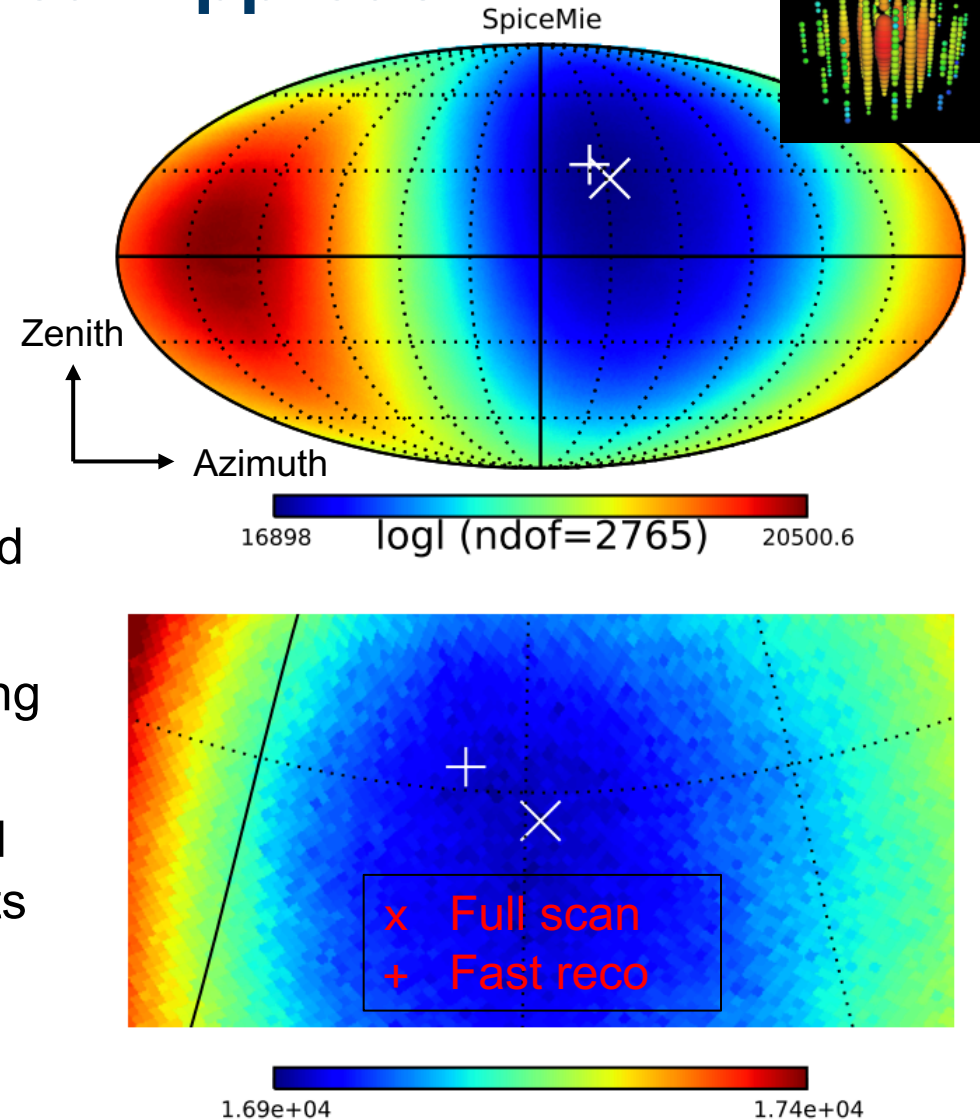 SpiceMie
Zenith
Azimuth
16898 logl (ndof=2765) 20500.6
x Full scan
+ Fast reco
1.69e+04 1.74e+04